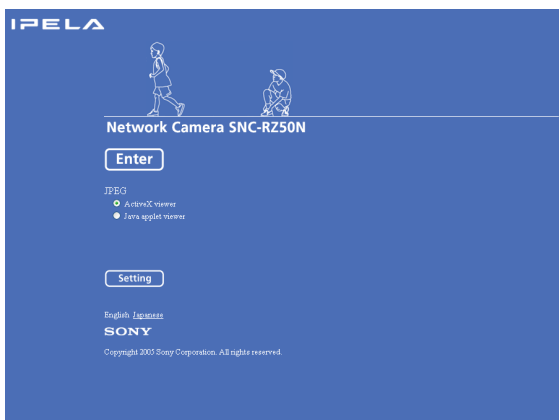 IPELA
Network Camera SNC-RZ50N
Enter
JPEG
ActiveX viewer
Java applet viewer
Setting
English Japanese
SONY
Copyright 2005 Sony Corporation. All rights reserved.